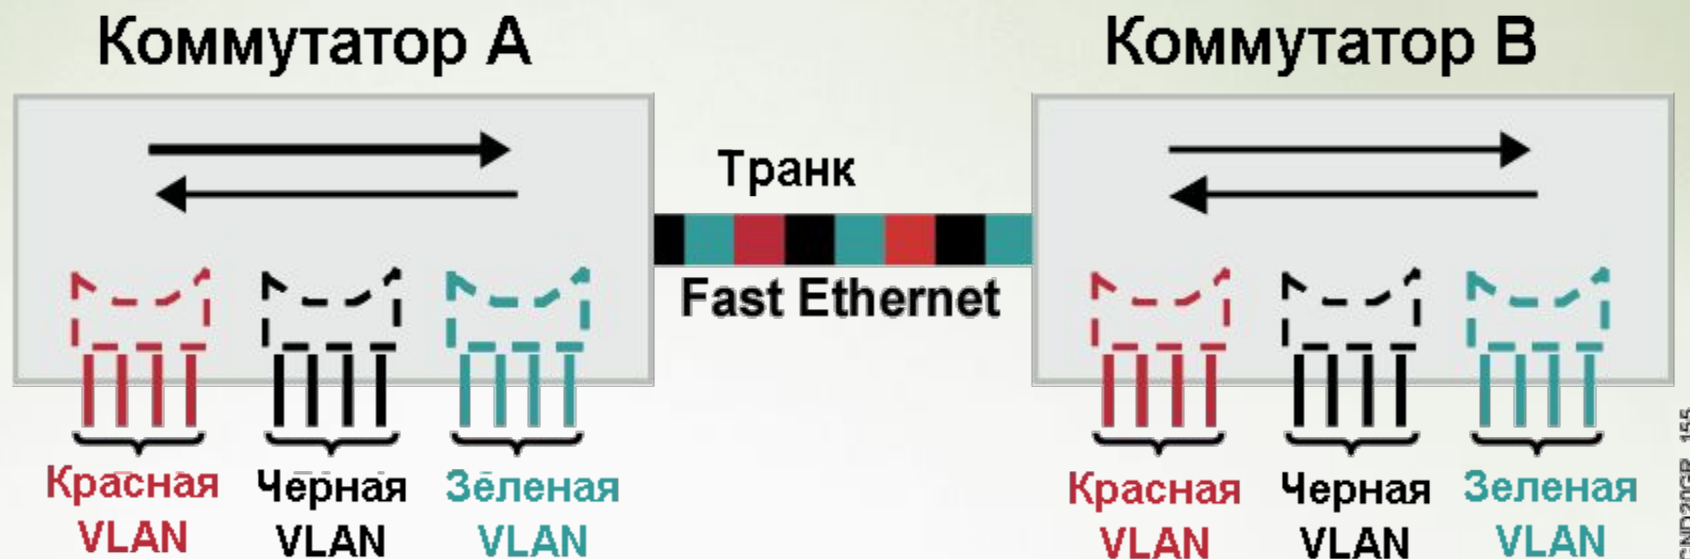 Коммутатор A
Коммутатор B
Транк
Fast Ethernet
Красная
VLAN
Черная
VLAN
Зеленая
VLAN
Красная
VLAN
Черная
VLAN
Зеленая
VLAN